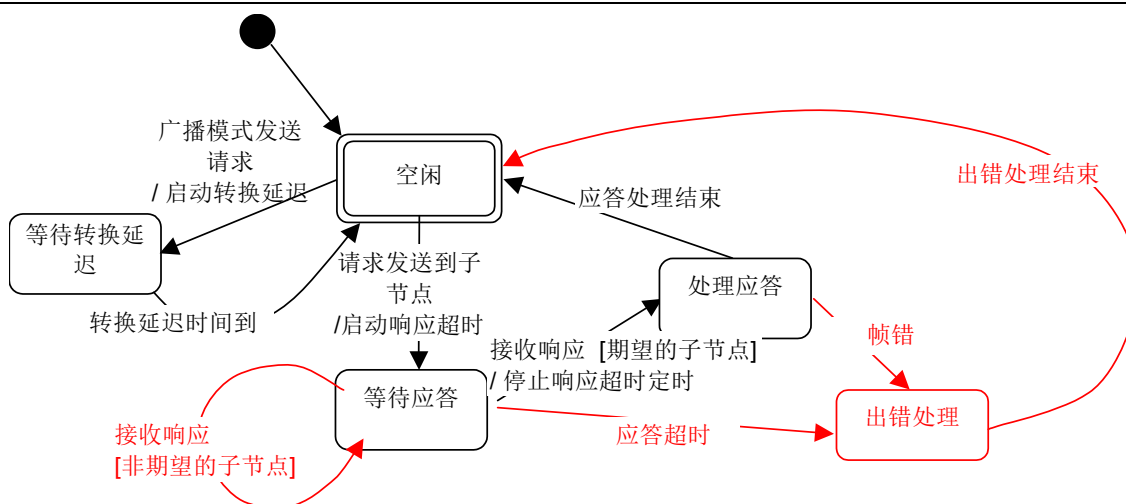 广播模式发送
请求
/ 启动转换延迟
空闲
出错处理结束
应答处理结束
等待转换延
迟
请求发送到子
节点
/启动响应超时
处理应答
转换延迟时间到
帧错
接收响应 [期望的子节点]
/ 停止响应超时定时
等待应答
出错处理
接收响应
[非期望的子节点]
应答超时